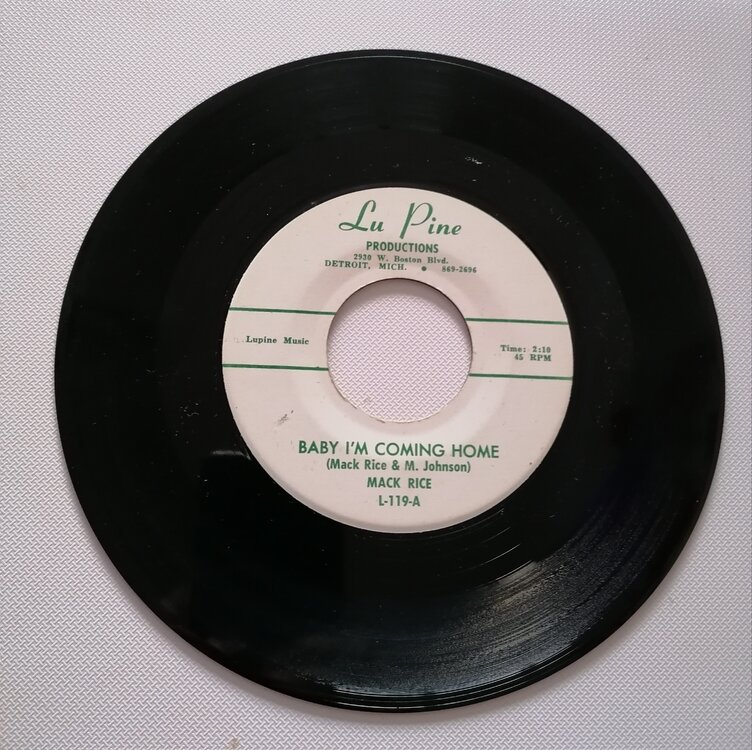 Lu Pine
PRODUCTIONS
2930 W. Boston Blvd.
DETROIT, MICH. • 869-2696
Lupine Music
Time: 2:10
45 RPM
BABY I'M COMING HOME
(Mack Rice & M. Johnson)
MACK RICE
L-119-A